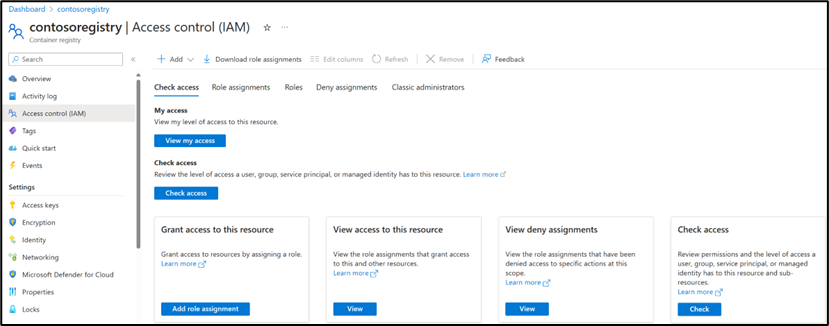 Dashboard > contosoregistry
contosoregistry | Access control (IAM) ☆ ...
Container registry
Search «
Overview
Activity log
Access control (IAM)
Tags
Quick start
Events
Settings
Access keys
Encryption
Identity
Networking
Microsoft Defender for Cloud
Properties
Locks
+ Add Download role assignments Edit columns Refresh Remove Feedback
Check access Role assignments Roles Deny assignments Classic administrators
My access
View my level of access to this resource.
View my access
Check access
Review the level of access a user, group, service principal, or managed identity has to this resource. Learn more
Check access
Grant access to this resource
Grant access to resources by assigning a role.
Learn more
Add role assignment
View access to this resource
View the role assignments that grant access
to this and other resources.
Learn more
View
View deny assignments
View the role assignments that have been
denied access to specific actions at this
scope.
Learn more
View
Check access
Review permissions and the level of access a
user, group, service principal, or managed
identity has to this resource and sub-
resources.
Learn more
Check